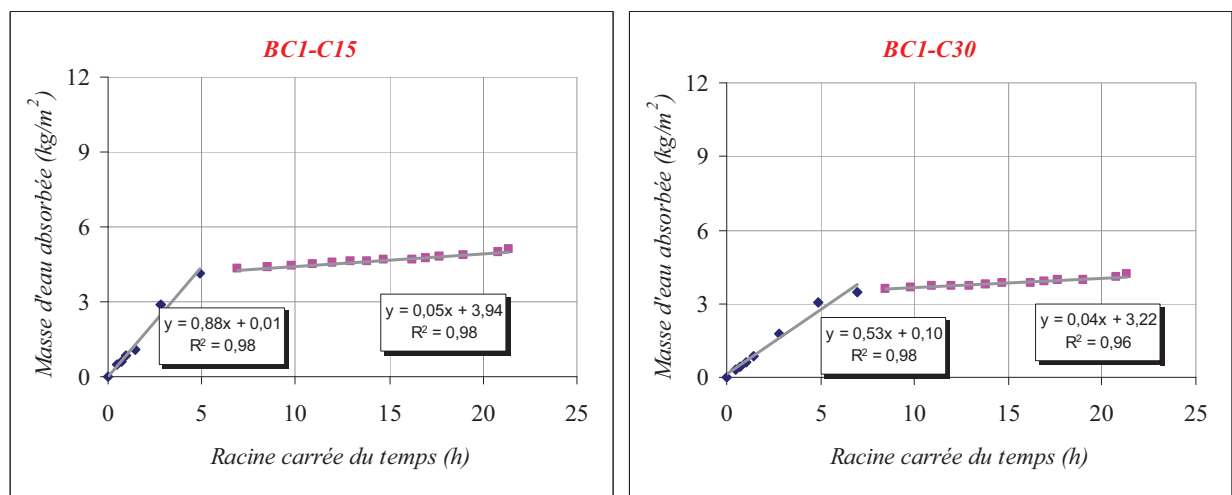 BC1-C15
Masse d'eau absorbée (kg/m²)
12
9
6
3
0
y = 0,88x + 0,01
R² = 0,98
y = 0,05x + 3,94
R² = 0,98
0 5 10 15 20 25
Racine carrée du temps (h)
BC1-C30
Masse d'eau absorbée (kg/m²)
12
9
6
3
0
y = 0,53x + 0,10
R² = 0,98
y = 0,04x + 3,22
R² = 0,96
0 5 10 15 20 25
Racine carrée du temps (h)